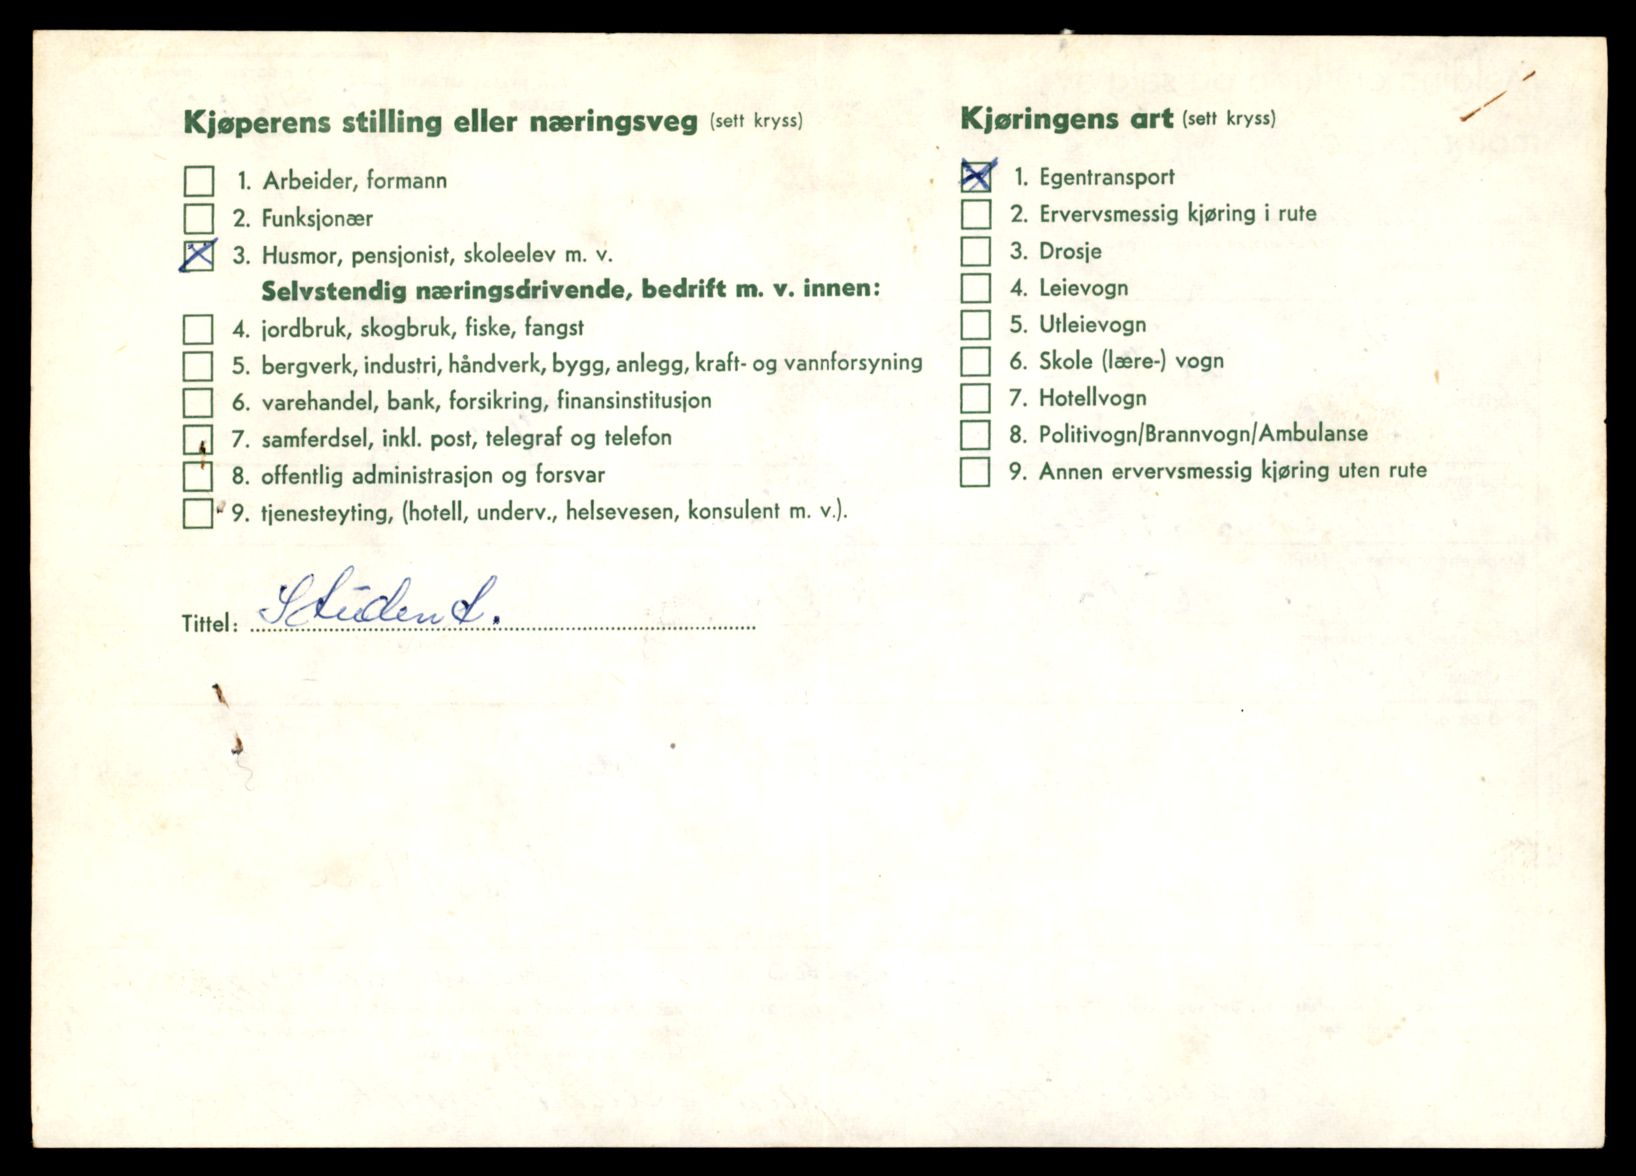 Kjøperens stilling eller næringsveg (sett kryss)
1. Arbeider, formann
2. Funksjonær
3. Husmor, pensjonist, skoleelev m. v.
Selvstendig næringsdrivende, bedrift m. v. innen:
4. jordbruk, skogbruk, fiske, fangst
5. bergverk, industri, håndverk, bygg, anlegg, kraft- og vannforsyning
6. varehandel, bank, forsikring, finansinstitusjon
7. samferdsel, inkl. post, telegraf og telefon
8. offentlig administrasjon og forsvar
9. tjenesteyting, (hotell, underv., helsevesen, konsulent m. v.).
Tittel: Student.
Kjøringens art (sett kryss)
1. Egentransport
2. Ervervsmessig kjøring i rute
3. Drosje
4. Leievogn
5. Utleievogn
6. Skole (lære-) vogn
7. Hotellvogn
8. Politivogn/Brannvogn/Ambulanse
9. Annen ervervsmessig kjøring uten rute